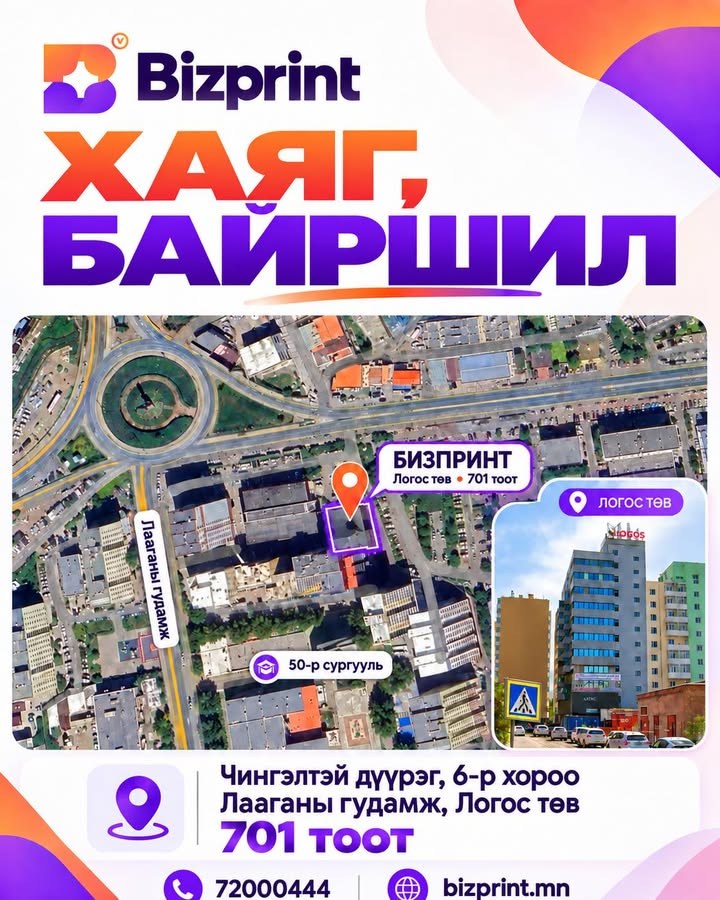 Bizprint
ХАЯГ,
БАЙРШИЛ
БИЗПРИНТ
Логос төв • 701 тоот
ЛОГОС ТӨВ
LOGOS
Лааганы гудамж
50-р сургууль
Чингэлтэй дүүрэг, 6-р хороо
Лааганы гудамж, Логос төв
701 тоот
72000444
bizprint.mn